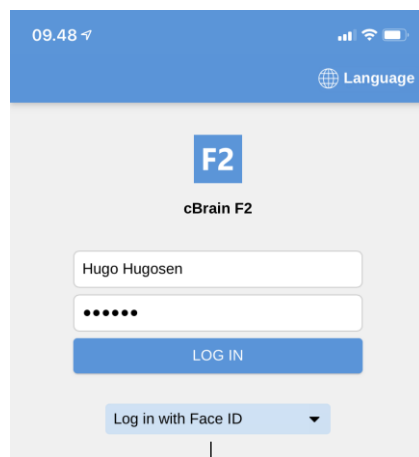 09.48
Language
F2
cBrain F2
Hugo Hugosen
••••••
LOG IN
Log in with Face ID